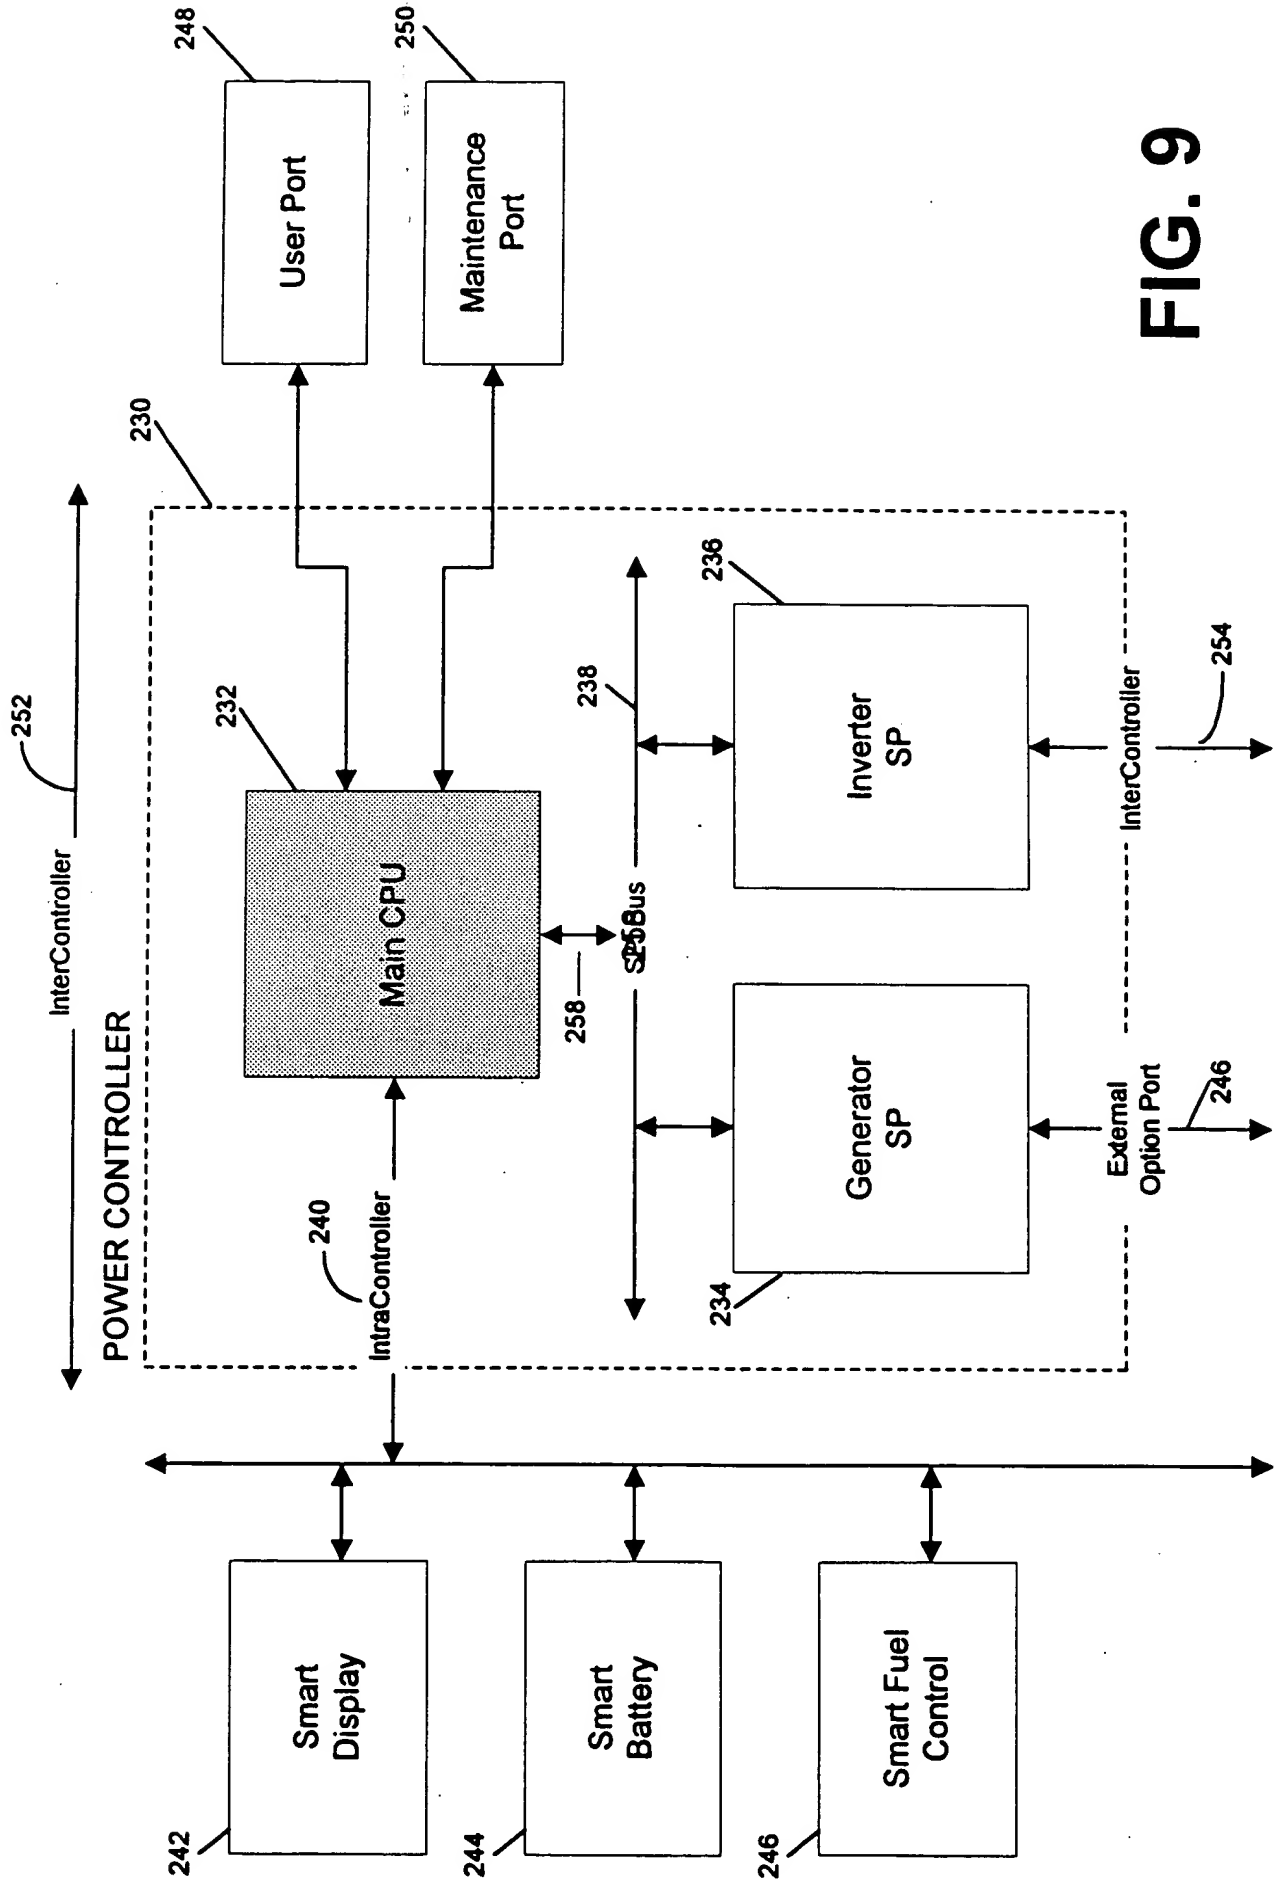 252
InterController
POWER CONTROLLER
230
248
User Port
250
Maintenance
Port
242
Smart
Display
244
Smart
Battery
246
Smart Fuel
Control
240
IntraController
232
Main CPU
258
238
234
Generator
SP
236
Inverter
SP
External
Option Port
246
InterController
254
FIG. 9